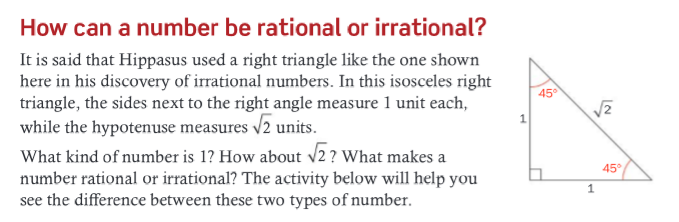 How can a number be rational or irrational?
It is said that Hippasus used a right triangle like the one shown
here in his discovery of irrational numbers. In this isosceles right
triangle, the sides next to the right angle measure 1 unit each,
while the hypotenuse measures √2 units.
What kind of number is 1? How about √2 ? What makes a
number rational or irrational? The activity below will help you
see the difference between these two types of number.
45°
√2
1
45°
1